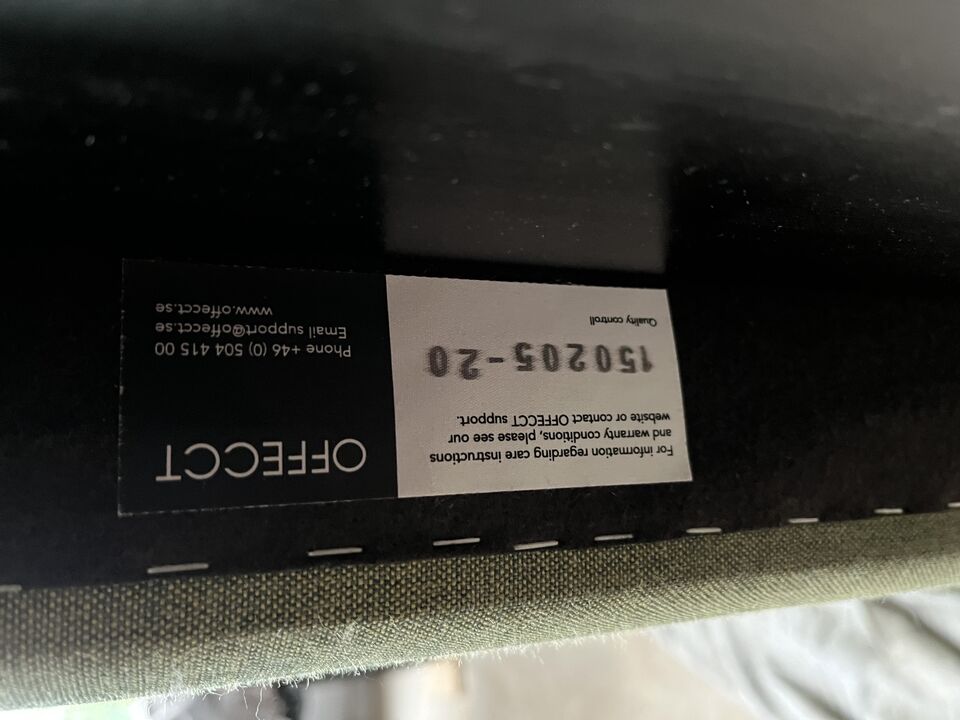 OFFECCT
Phone +46 (0) 504 415 00
Email support@offecct.se
www.offecct.se
For information regarding care instructions
and warranty conditions, please see our
website or contact OFFECCT support.
150205-20
Quality controll